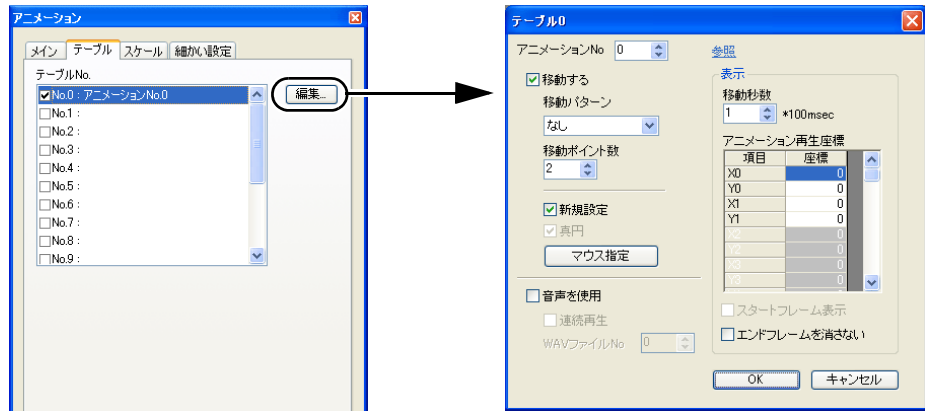 アニメーション
メイン
テーブル
スケール
細かい設定
テーブルNo.
No.0 : アニメーションNo.0
No.1 :
No.2 :
No.3 :
No.4 :
No.5 :
No.6 :
No.7 :
No.8 :
No.9 :
編集...
テーブル0
アニメーションNo 0
参照
移動する
移動パターン
なし
移動ポイント数
2
新規設定
真円
マウス指定
音声を使用
連続再生
WAVファイルNo 0
表示
移動秒数
1 *100msec
アニメーション再生座標
項目 座標
X0 0
Y0 0
X1 0
Y1 0
X2 0
Y2 0
X3 0
Y3 0
スタートフレーム表示
エンドフレームを消さない
OK
キャンセル